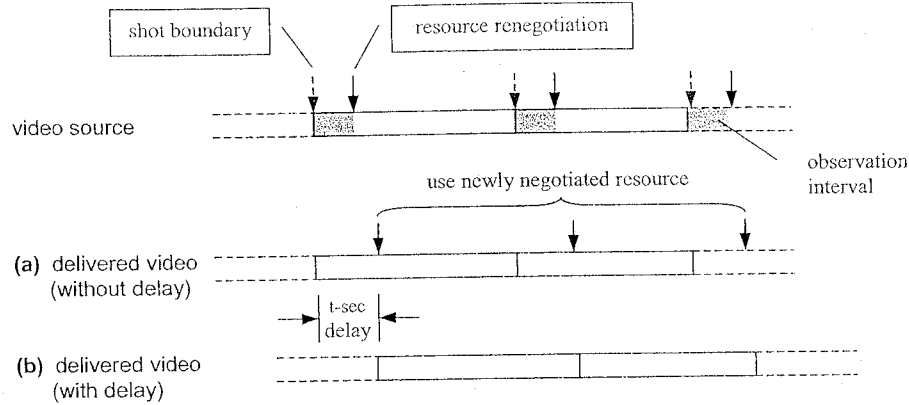 shot boundary
resource renegotiation
video source
observation
interval
use newly negotiated resource
(a) delivered video
(without delay)
t-sec
delay
(b) delivered video
(with delay)